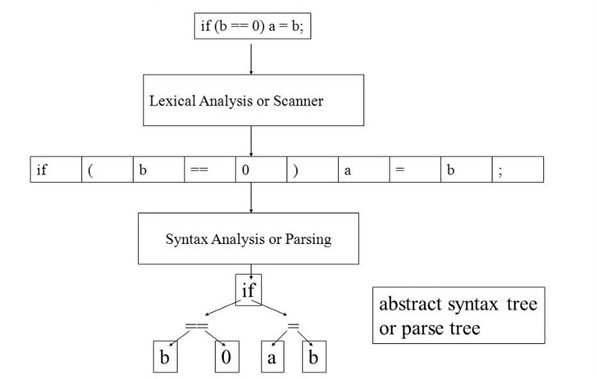 if (b == 0) a = b;
Lexical Analysis or Scanner
if ( b == 0 ) a = b ;
Syntax Analysis or Parsing
if
abstract syntax tree
or parse tree
== =
b 0 a b